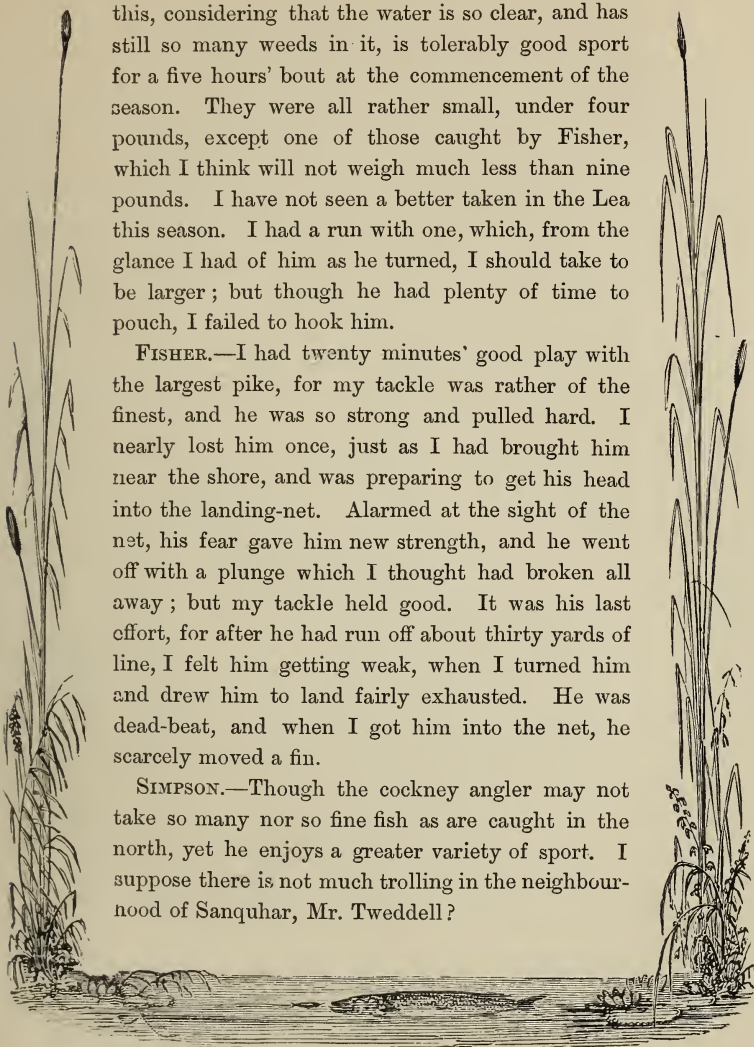 this, considering that the water is so clear, and has
still so many weeds in it, is tolerably good sport
for a five hours' bout at the commencement of the
season. They were all rather small, under four
pounds, except one of those caught by Fisher,
which I think will not weigh much less than nine
pounds. I have not seen a better taken in the Lea
this season. I had a run with one, which, from the
glance I had of him as he turned, I should take to
be larger; but though he had plenty of time to
pouch, I failed to hook him.
FISHER.—I had twenty minutes' good play with
the largest pike, for my tackle was rather of the
finest, and he was so strong and pulled hard. I
nearly lost him once, just as I had brought him
near the shore, and was preparing to get his head
into the landing-net. Alarmed at the sight of the
net, his fear gave him new strength, and he went
off with a plunge which I thought had broken all
away; but my tackle held good. It was his last
effort, for after he had run off about thirty yards of
line, I felt him getting weak, when I turned him
and drew him to land fairly exhausted. He was
dead-beat, and when I got him into the net, he
scarcely moved a fin.
SIMPSON.—Though the cockney angler may not
take so many nor so fine fish as are caught in the
north, yet he enjoys a greater variety of sport. I
suppose there is not much trolling in the neighbour-
hood of Sanquhar, Mr. Tweddell?